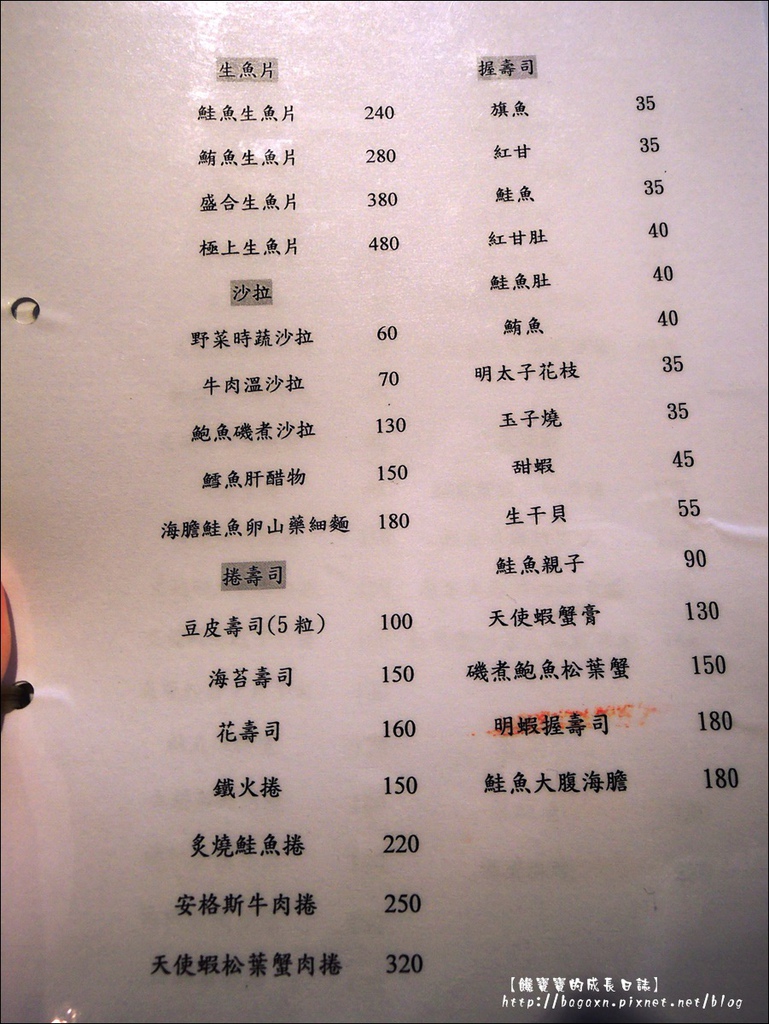 生魚片
鮭魚生魚片 240
鮪魚生魚片 280
盛合生魚片 380
極上生魚片 480
沙拉
野菜時蔬沙拉 60
牛肉溫沙拉 70
鮑魚磯煮沙拉 130
鱈魚肝醋物 150
海膽鮭魚卵山藥細麵 180
捲壽司
豆皮壽司(5粒) 100
海苔壽司 150
花壽司 160
鐵火捲 150
炙燒鮭魚捲 220
安格斯牛肉捲 250
天使蝦松葉蟹肉捲 320
握壽司
旗魚 35
紅甘 35
鮭魚 35
紅甘肚 40
鮭魚肚 40
鮪魚 40
明太子花枝 35
玉子燒 35
甜蝦 45
生干貝 55
鮭魚親子 90
天使蝦蟹膏 130
磯煮鮑魚松葉蟹 150
明蝦握壽司 180
鮭魚大腹海膽 180
【饞寶寶的成長日誌】
http://bogoxn.pixnet.net/blog